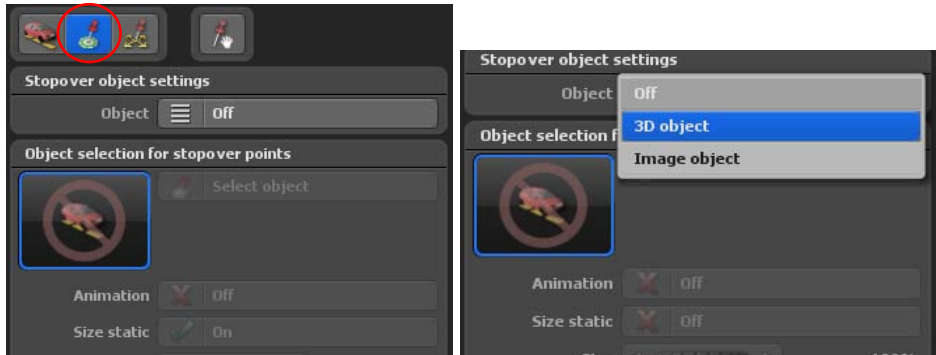 Stopover object settings
Object Off
Object selection for stopover points
Select object
Animation Off
Size static On
Stopover object settings
Object Off
3D object
Image object
Object selection f
Animation Off
Size static Off